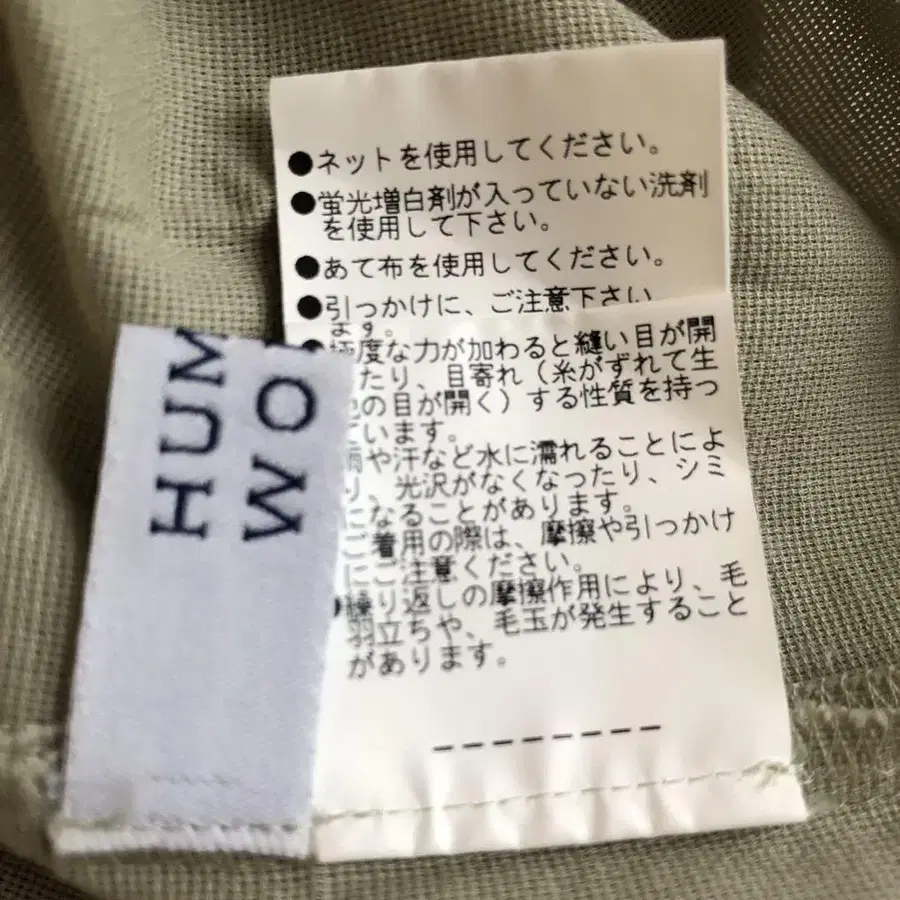 HUM
WO
●ネットを使用してください。
●蛍光増白剤が入っていない洗剤
を使用して下さい。
●あて布を使用してください。
●引っかけに、ご注意下さい
ます。
極度な力が加わると縫い目が開
たり、目寄れ（糸がずれて生
の目が開く）する性質を持っ
ています。
雨や汗など水に濡れることによ
り、光沢がなくなったり、シミ
になることがあります。
ご着用の際は、摩擦や引っかけ
にご注意ください。
●繰り返しの摩擦作用により、毛
羽立ちや、毛玉が発生すること
があります。
--------